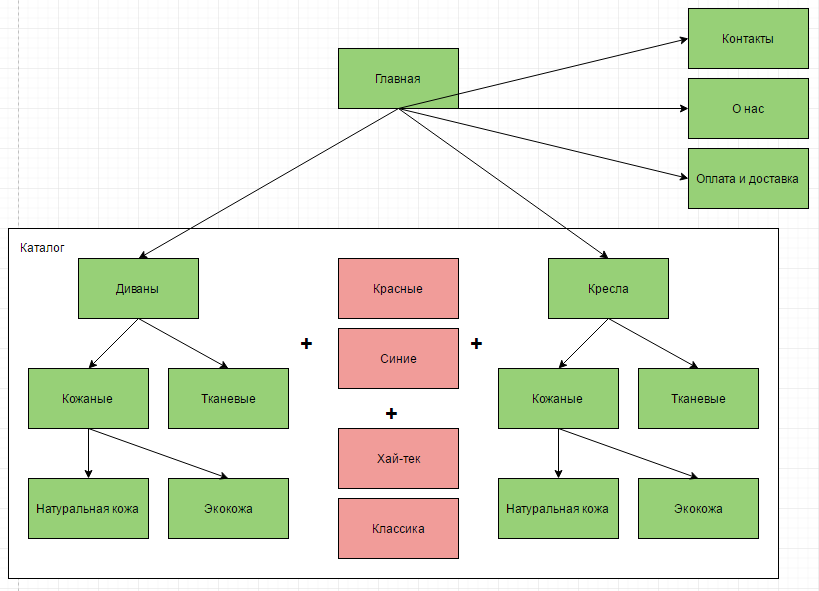 Контакты
Главная
О нас
Оплата и доставка
Каталог
Диваны
Красные
Кресла
+
+
Синие
Кожаные
Тканевые
Кожаные
Тканевые
+
Хай-тек
Натуральная кожа
Экокожа
Натуральная кожа
Экокожа
Классика